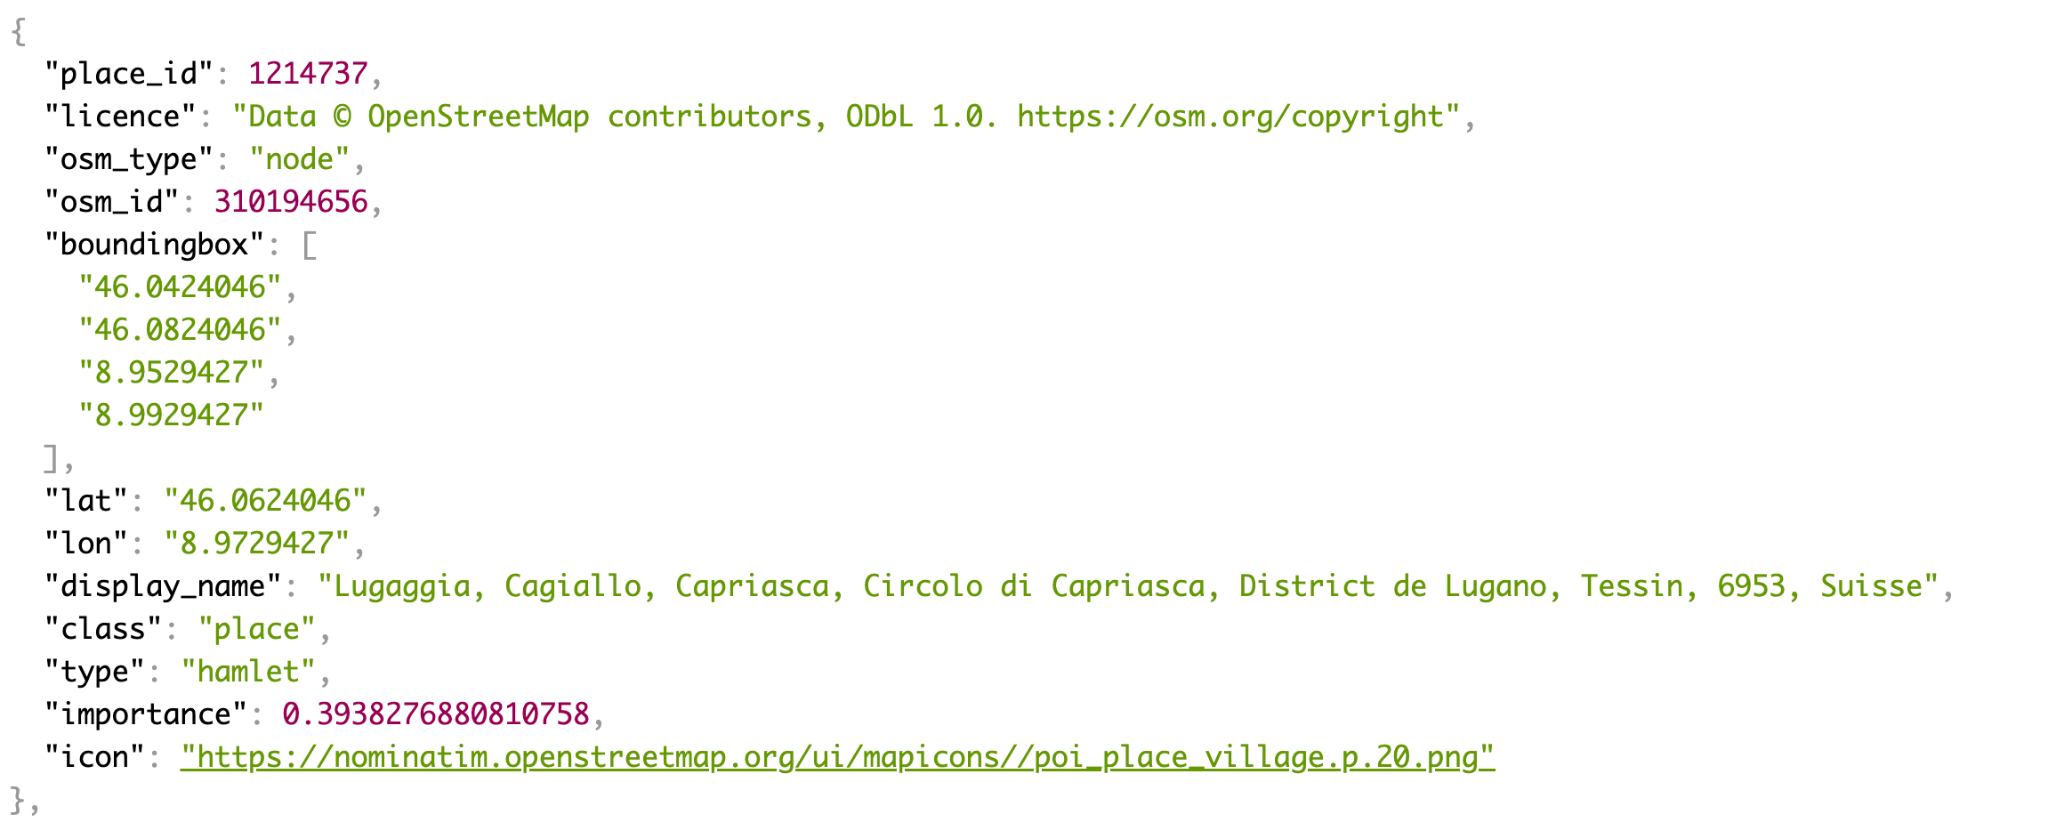 {
"place_id": 1214737,
"licence": "Data © OpenStreetMap contributors, ODbL 1.0. https://osm.org/copyright",
"osm_type": "node",
"osm_id": 310194656,
"boundingbox": [
"46.0424046",
"46.0824046",
"8.9529427",
"8.9929427"
],
"lat": "46.0624046",
"lon": "8.9729427",
"display_name": "Lugaggia, Cagiallo, Capriasca, Circolo di Capriasca, District de Lugano, Tessin, 6953, Suisse",
"class": "place",
"type": "hamlet",
"importance": 0.3938276880810758,
"icon": "https://nominatim.openstreetmap.org/ui/mapicons//poi_place_village.p.20.png"
},